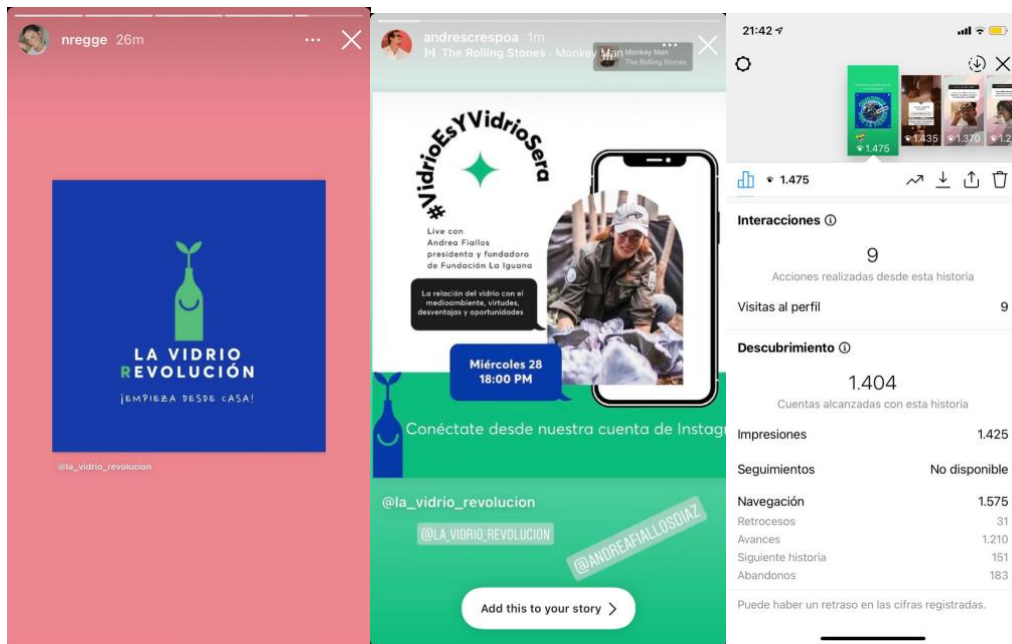 nregge 26m
LA VIDRIO
REVOLUCIÓN
¡EMPIEZA DESDE CASA!
@la_vidrio_revolucion
andrescrespoa 1m
The Rolling Stones - Monkey Man
Monkey Man
The Rolling Stones
#VidrioEsYVidrioSera
Live con
Andrea Fiallos
presidenta y fundadora
de Fundación La Iguana
La relación del vidrio con el
medioambiente, virtudes,
desventajas y oportunidades
Miércoles 28
18:00 PM
Conéctate desde nuestra cuenta de Instagr
@la_vidrio_revolucion
@LA_VIDRIO_REVOLUCION
@ANDREAFIALLOSDIAZ
Add this to your story
21:42
1.475
1.435
1.370
1.2
1.475
Interacciones
9
Acciones realizadas desde esta historia
Visitas al perfil 9
Descubrimiento
1.404
Cuentas alcanzadas con esta historia
Impresiones 1.425
Seguimientos No disponible
Navegación 1.575
Retrocesos 31
Avances 1.210
Siguiente historia 151
Abandonos 183
Puede haber un retraso en las cifras registradas.